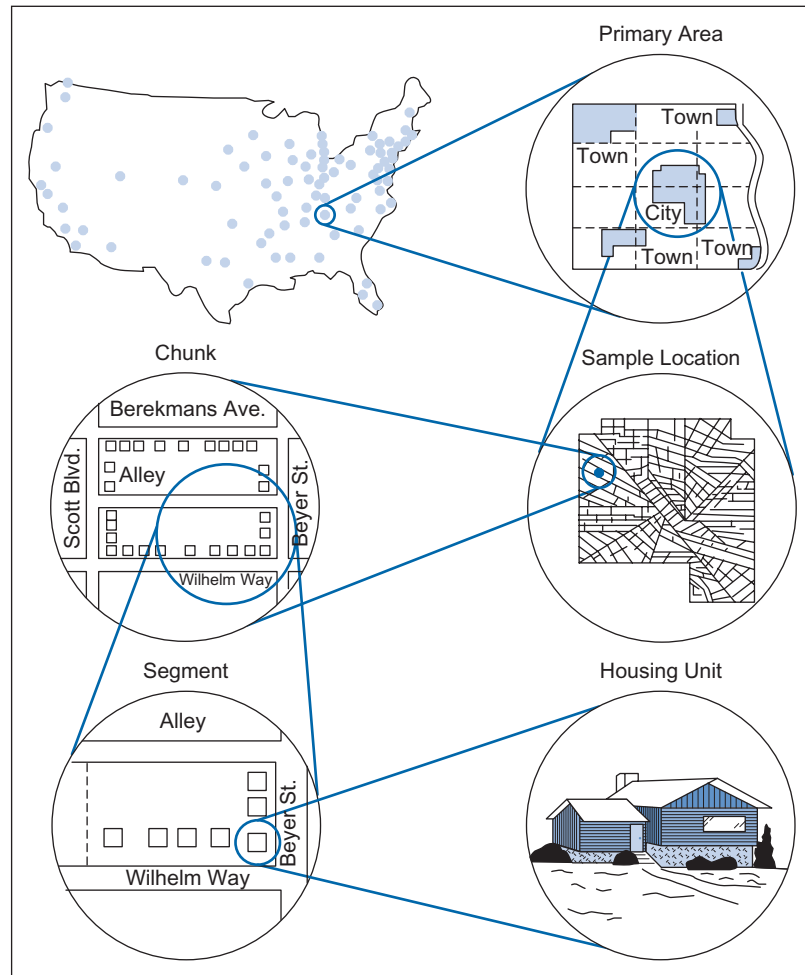 Primary Area
Town
Town
City
Town
Town
Chunk
Sample Location
Berekmans Ave.
Scott Blvd.
Alley
Beyer St.
Wilhelm Way
Segment
Housing Unit
Alley
Beyer St.
Wilhelm Way